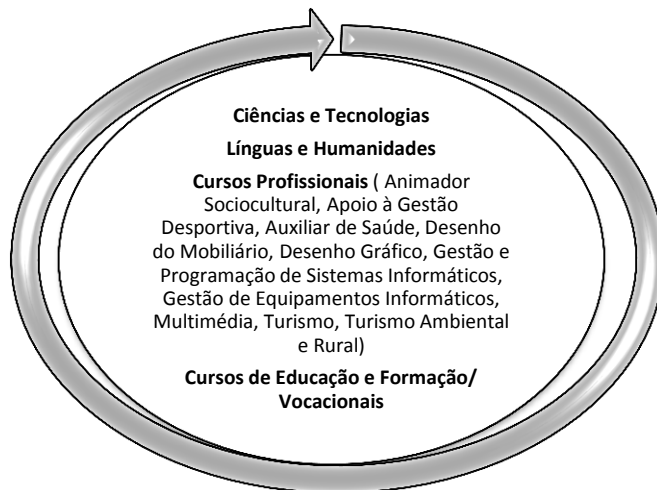 Ciências e Tecnologias
Línguas e Humanidades
Cursos Profissionais ( Animador
Sociocultural, Apoio à Gestão
Desportiva, Auxiliar de Saúde, Desenho
do Mobiliário, Desenho Gráfico, Gestão e
Programação de Sistemas Informáticos,
Gestão de Equipamentos Informáticos,
Multimédia, Turismo, Turismo Ambiental
e Rural)
Cursos de Educação e Formação/
Vocacionais